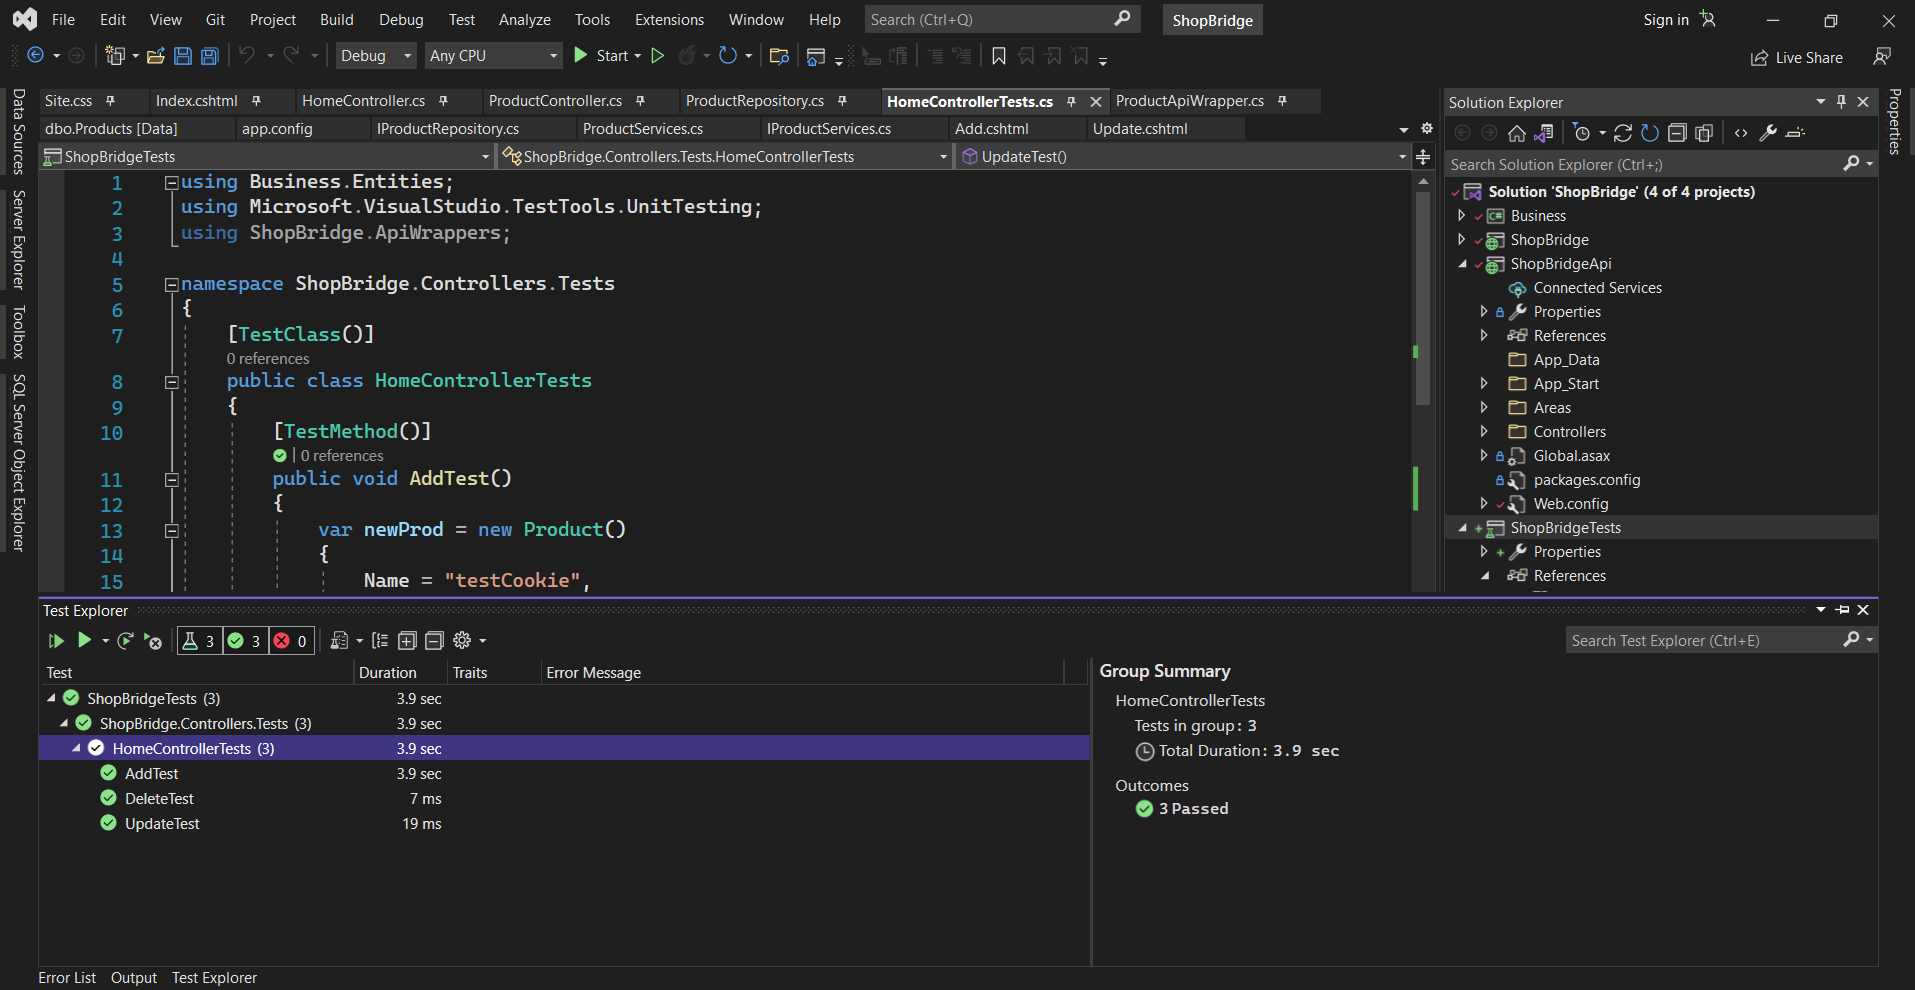 File Edit View Git Project Build Debug Test Analyze Tools Extensions Window Help Search (Ctrl+Q) ShopBridge Sign in
Debug Any CPU Start Live Share
Data Sources
Server Explorer
Toolbox
SQL Server Object Explorer
Site.css Index.cshtml HomeController.cs ProductController.cs ProductRepository.cs HomeControllerTests.cs ProductApiWrapper.cs
dbo.Products [Data] app.config IProductRepository.cs ProductServices.cs IProductServices.cs Add.cshtml Update.cshtml
ShopBridgeTests ShopBridge.Controllers.Tests.HomeControllerTests UpdateTest()
1 using Business.Entities;
2 using Microsoft.VisualStudio.TestTools.UnitTesting;
3 using ShopBridge.ApiWrappers;
4
5 namespace ShopBridge.Controllers.Tests
6 {
7 [TestClass()]
0 references
8 public class HomeControllerTests
9 {
10 [TestMethod()]
| 0 references
11 public void AddTest()
12 {
13 var newProd = new Product()
14 {
15 Name = "testCookie",
Solution Explorer
Search Solution Explorer (Ctrl+;)
Solution 'ShopBridge' (4 of 4 projects)
Business
ShopBridge
ShopBridgeApi
Connected Services
Properties
References
App_Data
App_Start
Areas
Controllers
Global.asax
packages.config
Web.config
ShopBridgeTests
Properties
References
Properties
Test Explorer
3 3 0 Search Test Explorer (Ctrl+E)
Test Duration Traits Error Message
ShopBridgeTests (3) 3.9 sec
ShopBridge.Controllers.Tests (3) 3.9 sec
HomeControllerTests (3) 3.9 sec
AddTest 3.9 sec
DeleteTest 7 ms
UpdateTest 19 ms
Group Summary
HomeControllerTests
Tests in group: 3
Total Duration: 3.9 sec
Outcomes
3 Passed
Error List Output Test Explorer